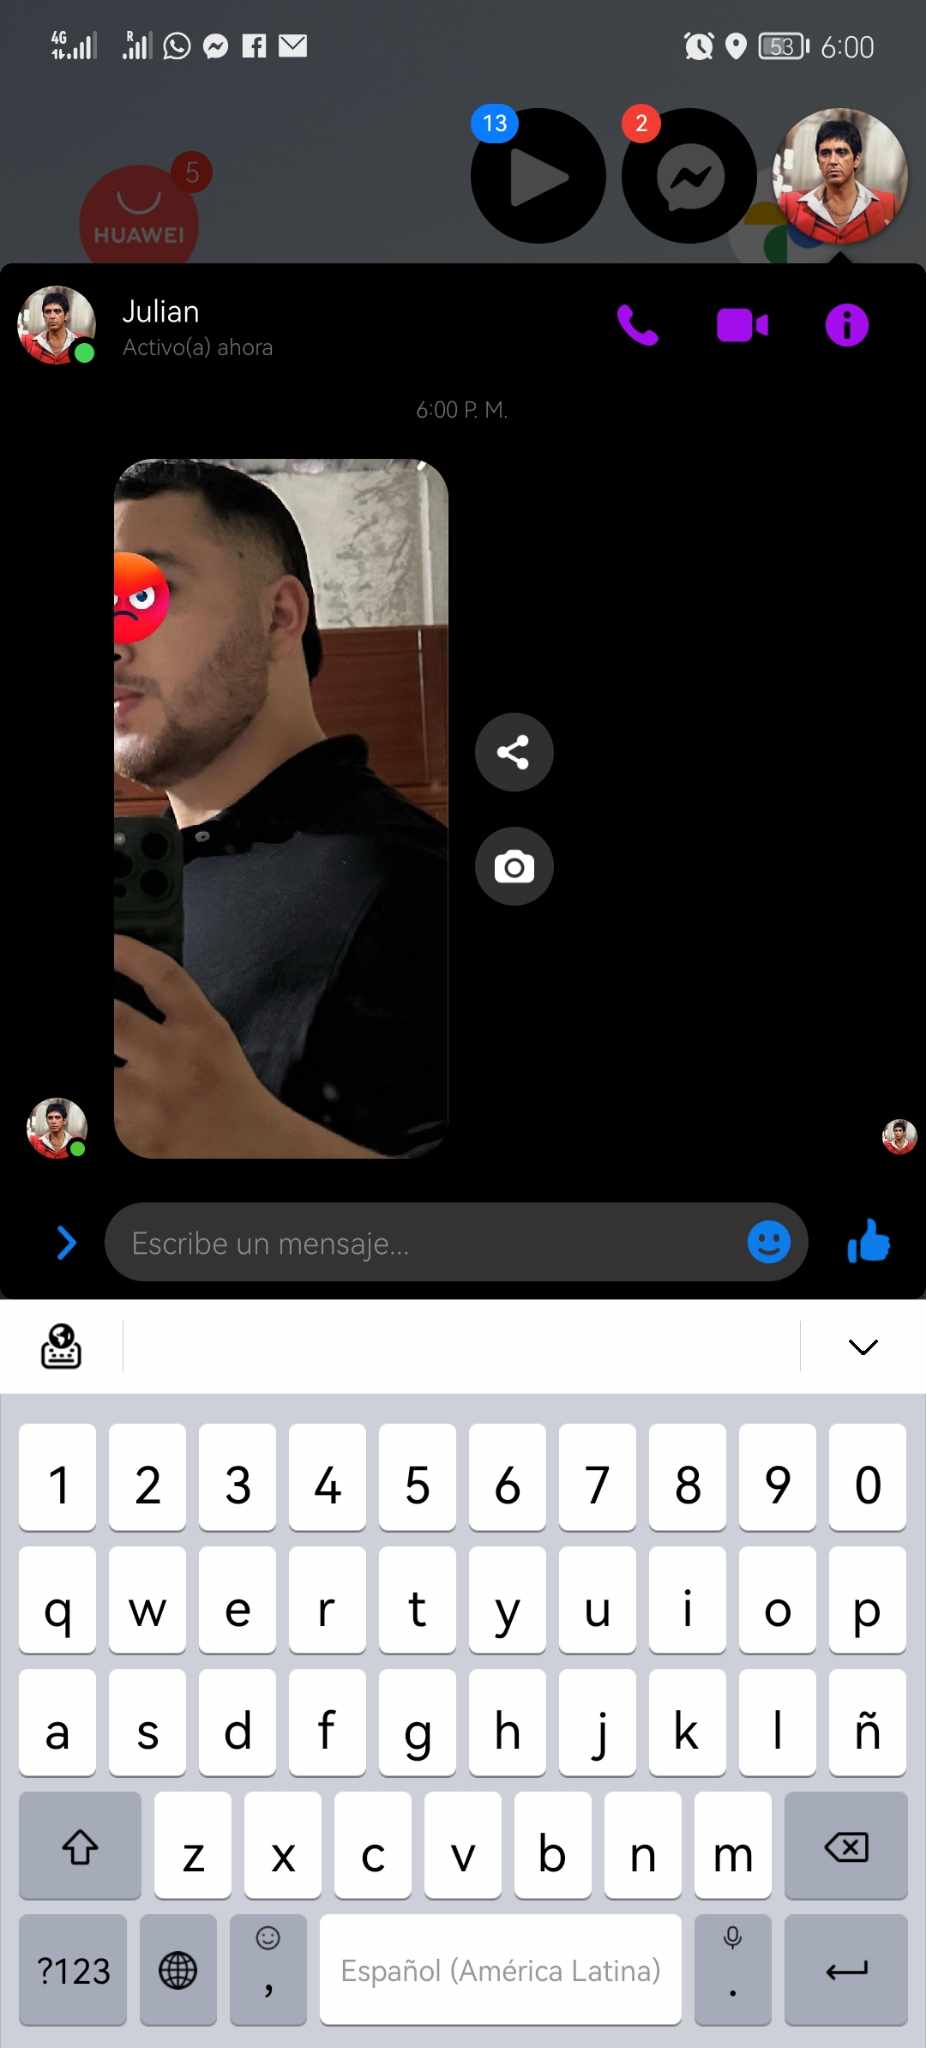 4G R 53 6:00
13 2
5
HUAWEI
Julian
Activo(a) ahora
6:00 P. M.
Escribe un mensaje...
1 2 3 4 5 6 7 8 9 0
q w e r t y u i o p
a s d f g h j k l ñ
z x c v b n m
?123 , Español (América Latina) .